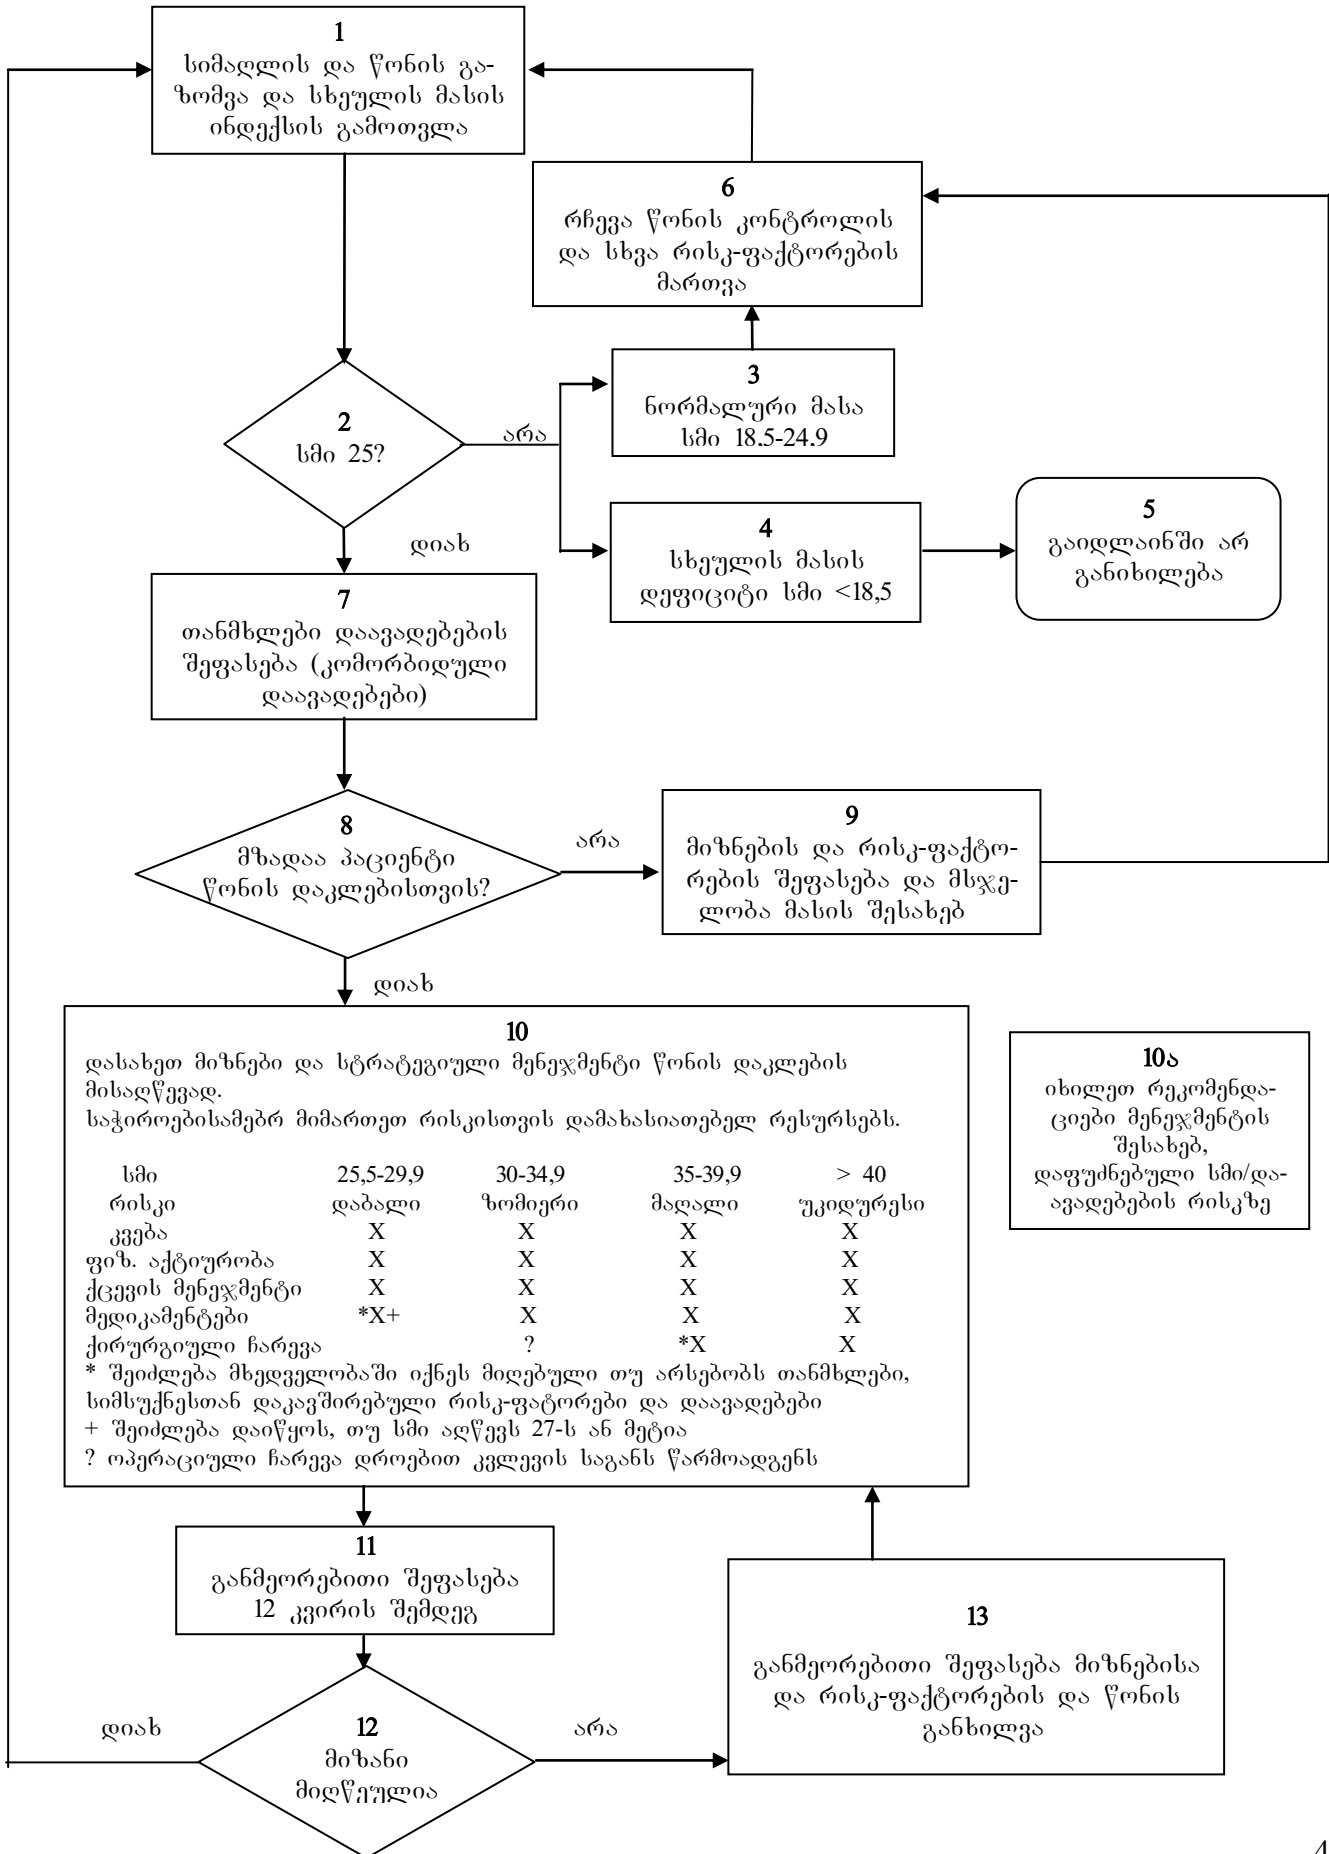 1
სიმაღლის და წონის გა-
ზომვა და სხეულის მასის
ინდექსის გამოთვლა
6
რჩევა წონის კონტროლის
და სხვა რისკ-ფაქტორების
მართვა
3
ნორმალური მასა
სმი 18.5-24.9
2
სმი 25?
არა
დიახ
4
სხეულის მასის
დეფიციტი სმი <18,5
5
გაიდლაინში არ
განიხილება
7
თანმხლები დაავადებების
შეფასება (კომორბიდული
დაავადებები)
8
მზადაა პაციენტი
წონის დაკლებისთვის?
არა
დიახ
9
მიზნების და რისკ-ფაქტო-
რების შეფასება და მსჯე-
ლობა მასის შესახებ
10
დასახეთ მიზნები და სტრატეგიული მენეჯმენტი წონის დაკლების
მისაღწევად.
საჭიროებისამებრ მიმართეთ რისკისთვის დამახასიათებელ რესურსებს.
სმი 25,5-29,9 30-34,9 35-39,9 > 40
რისკი დაბალი ზომიერი მაღალი უკიდურესი
კვება X X X X
ფიზ. აქტიურობა X X X X
ქცევის მენეჯმენტი X X X X
მედიკამენტები *X+ X X X
ქირურგიული ჩარევა ? *X X
* შეიძლება მხედველობაში იქნეს მიღებული თუ არსებობს თანმხლები,
სიმსუქნესთან დაკავშირებული რისკ-ფატორები და დაავადებები
+ შეიძლება დაიწყოს, თუ სმი აღწევს 27-ს ან მეტია
? ოპერაციული ჩარევა დროებით კვლევის საგანს წარმოადგენს
10ა
იხილეთ რეკომენდა-
ციები მენეჯმენტის
შესახებ,
დაფუძნებული სმი/და-
ავადებების რისკზე
11
განმეორებითი შეფასება
12 კვირის შემდეგ
12
მიზანი
მიღწეულია
დიახ
არა
13
განმეორებითი შეფასება მიზნებისა
და რისკ-ფაქტორების და წონის
განხილვა
4